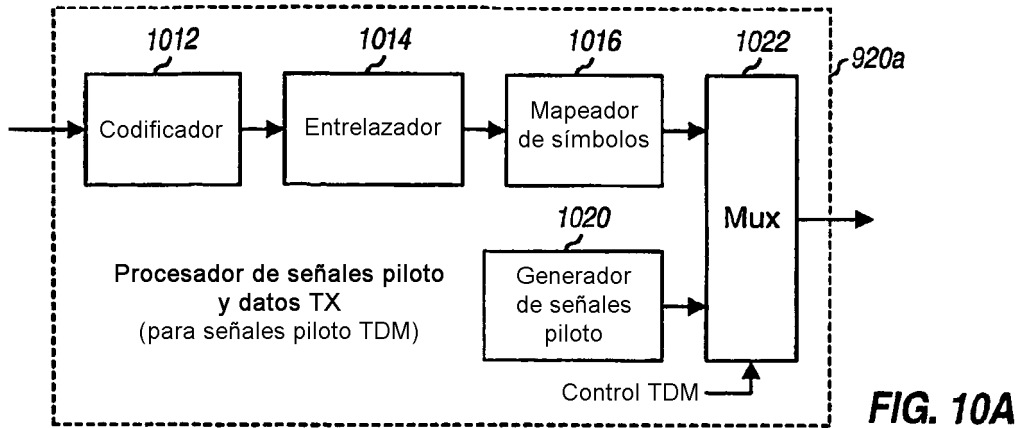 1012
1014
1016
1022
920a
Codificador
Entrelazador
Mapeador
de símbolos
Mux
1020
Generador
de señales
piloto
Procesador de señales piloto
y datos TX
(para señales piloto TDM)
Control TDM
FIG. 10A